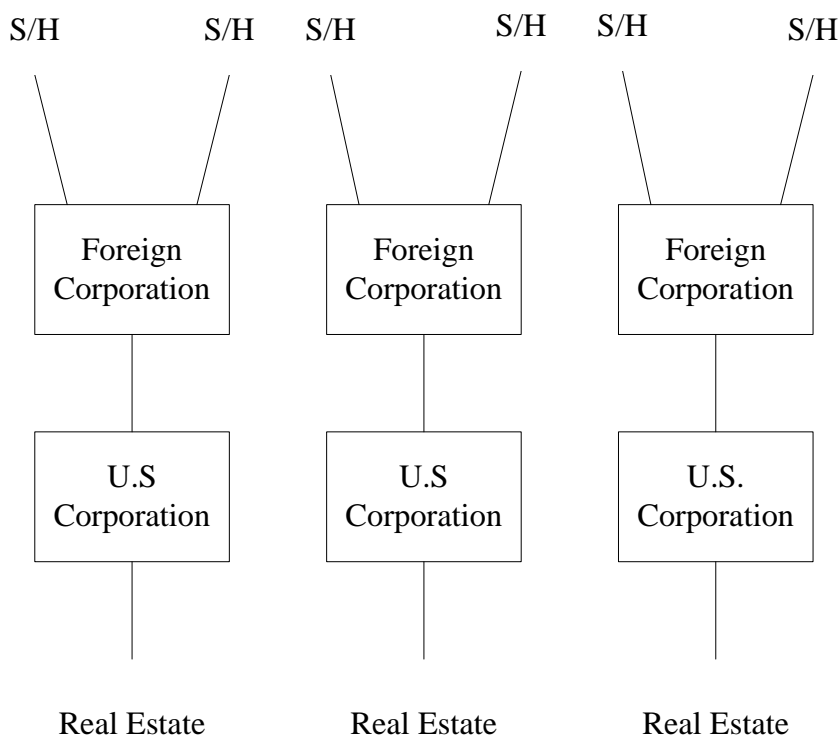 S/H S/H S/H S/H S/H S/H
Foreign
Corporation
Foreign
Corporation
Foreign
Corporation
U.S
Corporation
U.S
Corporation
U.S.
Corporation
Real Estate Real Estate Real Estate